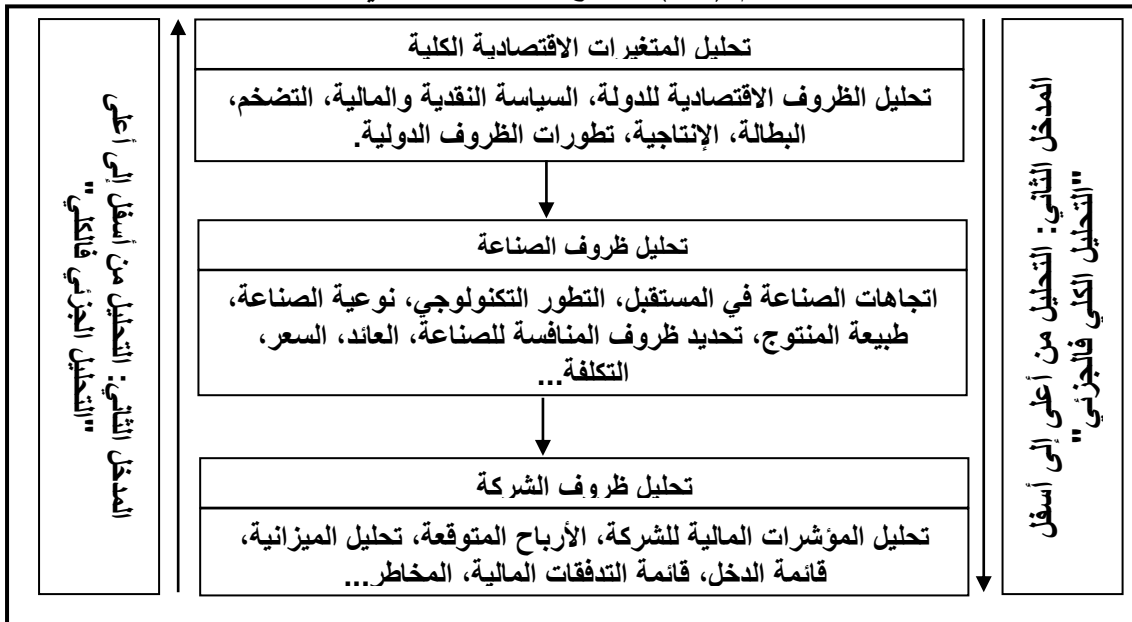 تحليل المتغيرات الاقتصادية الكلية
تحليل الظروف الاقتصادية للدولة، السياسة النقدية والمالية، التضخم،
البطالة، الإنتاجية، تطورات الظروف الدولية.
تحليل ظروف الصناعة
اتجاهات الصناعة في المستقبل، التطور التكنولوجي، نوعية الصناعة،
طبيعة المنتوج، تحديد ظروف المنافسة للصناعة، العائد، السعر،
التكلفة...
تحليل ظروف الشركة
تحليل المؤشرات المالية للشركة، الأرباح المتوقعة، تحليل الميزانية،
قائمة الدخل، قائمة التدفقات المالية، المخاطر...
المدخل الثاني: التحليل من أعلى إلى أسفل
"التحليل الكلي فالجزئي"
المدخل الثاني: التحليل من أسفل إلى أعلى
"التحليل الجزئي فالكلي"